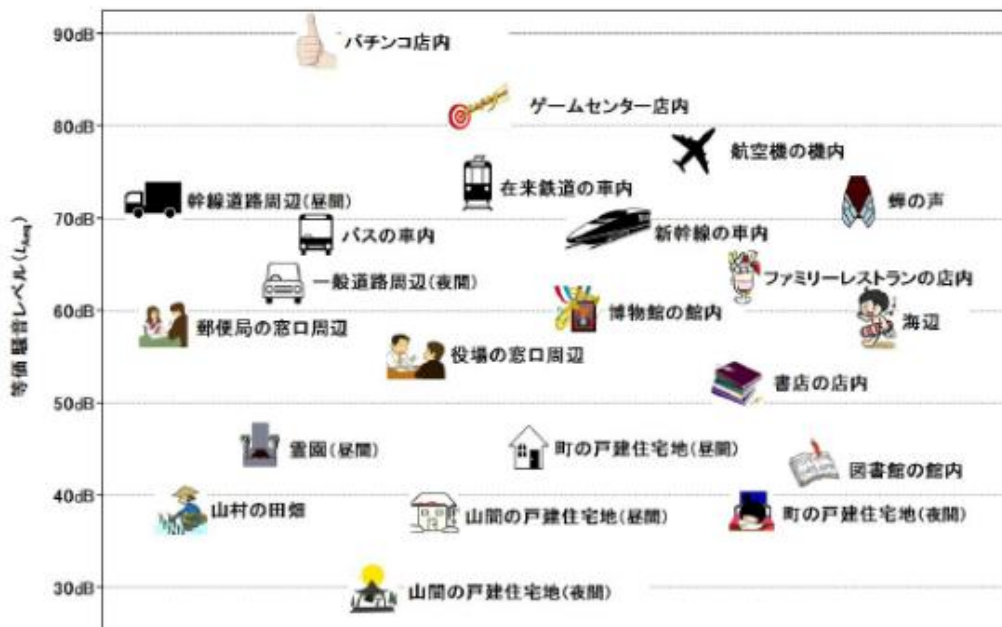 90dB
パチンコ店内
ゲームセンター店内
80dB
航空機の機内
在来鉄道の車内
幹線道路周辺(昼間)
蝉の声
70dB
バスの車内
新幹線の車内
一般道路周辺(夜間)
ファミリーレストランの店内
60dB
博物館の館内
海辺
郵便局の窓口周辺
役場の窓口周辺
書店の店内
50dB
霊園(昼間)
町の戸建住宅地(昼間)
図書館の館内
40dB
山村の田畑
山間の戸建住宅地(昼間)
町の戸建住宅地(夜間)
30dB
山間の戸建住宅地(夜間)
等価騒音レベル(LAeq)